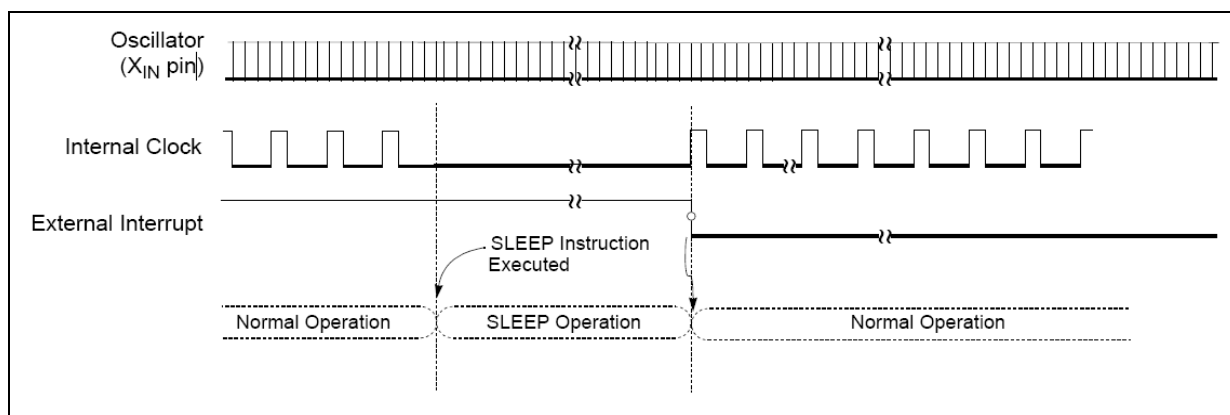 Oscillator
(XIN pin)
Internal Clock
External Interrupt
SLEEP Instruction
Executed
Normal Operation
SLEEP Operation
Normal Operation